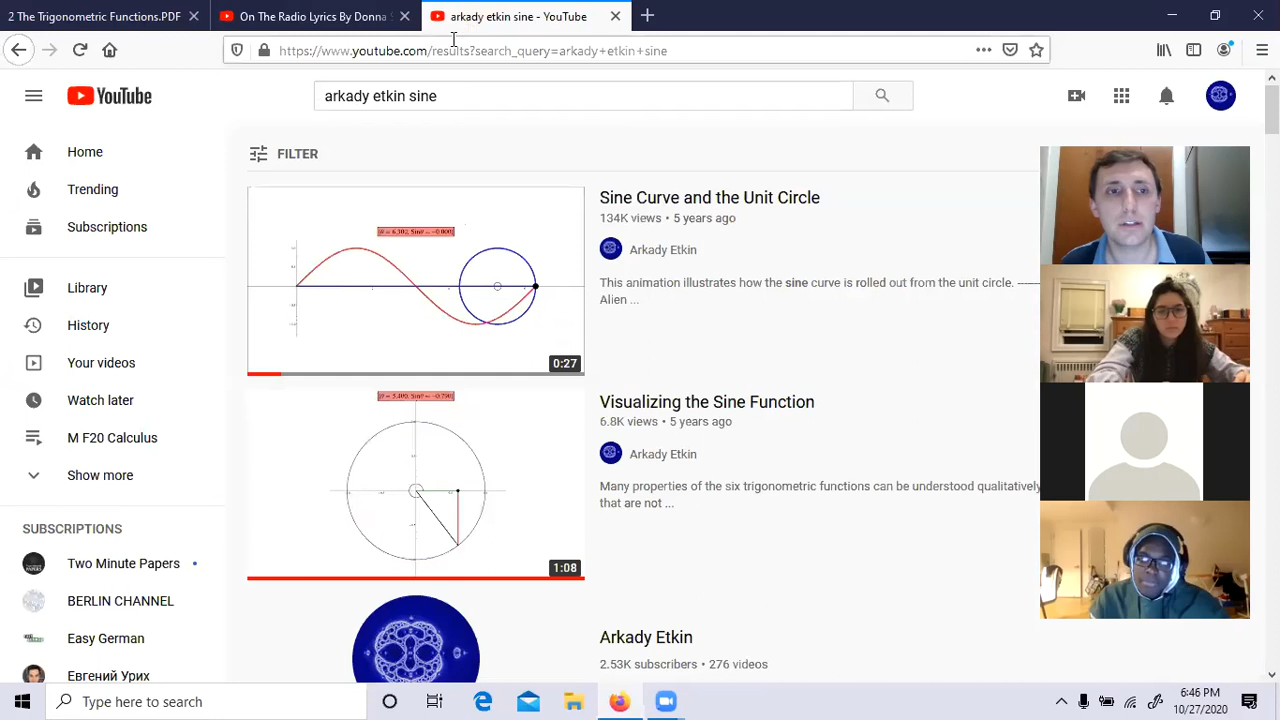 2 The Trigonometric Functions.PDF
On The Radio Lyrics By Donna
arkady etkin sine - YouTube
https://www.youtube.com/results?search_query=arkady+etkin+sine
YouTube
arkady etkin sine
Home
Trending
Subscriptions
Library
History
Your videos
Watch later
M F20 Calculus
Show more
SUBSCRIPTIONS
Two Minute Papers
BERLIN CHANNEL
Easy German
Евгений Урих
FILTER
0:27
Sine Curve and the Unit Circle
134K views • 5 years ago
Arkady Etkin
This animation illustrates how the sine curve is rolled out from the unit circle.
Alien ...
1:08
Visualizing the Sine Function
6.8K views • 5 years ago
Arkady Etkin
Many properties of the six trigonometric functions can be understood qualitatively
that are not ...
Arkady Etkin
2.53K subscribers • 276 videos
Type here to search
6:46 PM
10/27/2020